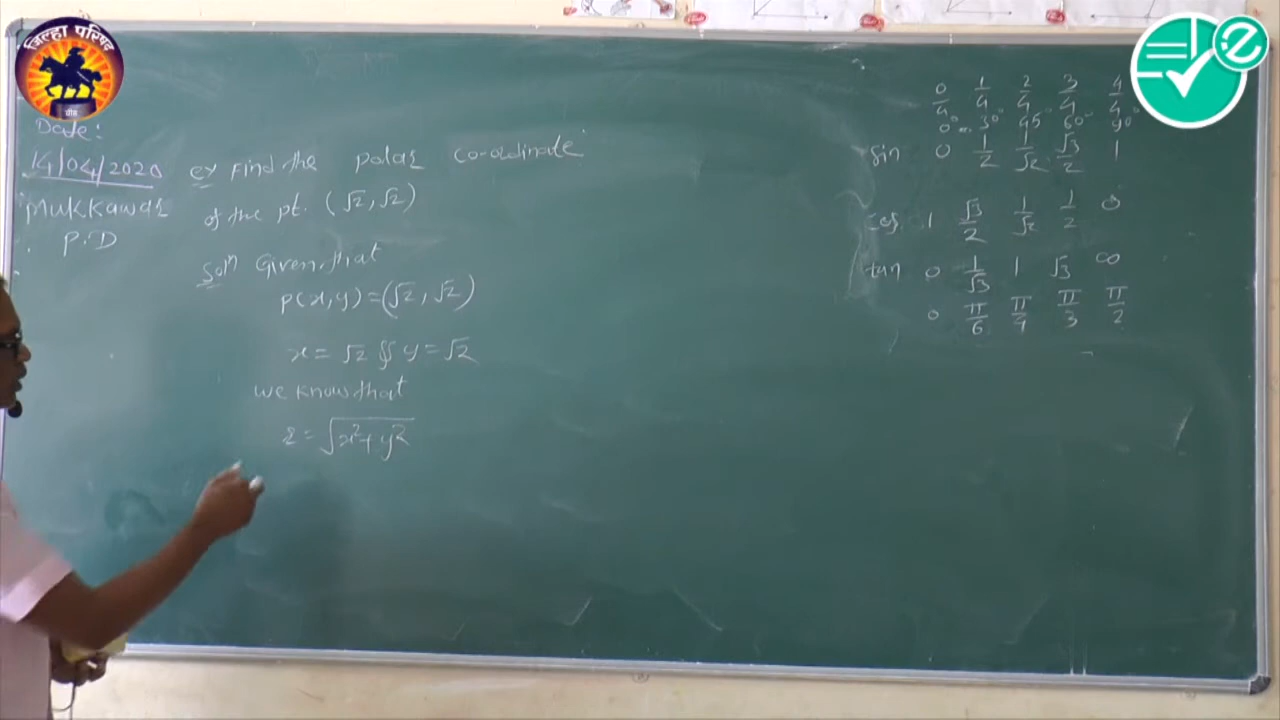 जिल्हा परिषद
बीड
Date:
14/04/2020
Mukkawar
P.D
ex Find the polar co-ordinate
of the pt. (√2, √2)
Solⁿ Given that
P(x, y) = (√2, √2)
x = √2 & y = √2
we know that
r = √x²+y²
0/4 1/4 2/4 3/4 4/4
0° 30° 45° 60° 90°
sin 0 1/2 1/√2 √3/2 1
cos 1 √3/2 1/√2 1/2 0
tan 0 1/√3 1 √3 ∞
0 π/6 π/4 π/3 π/2